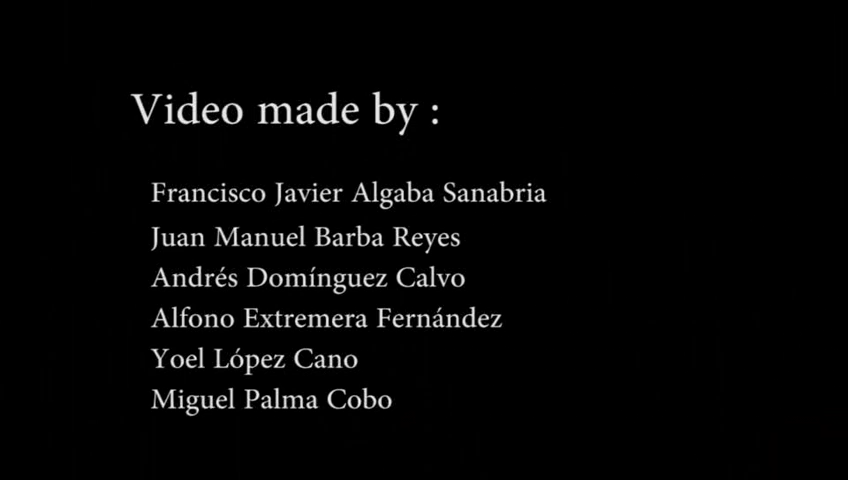 Video made by :
Francisco Javier Algaba Sanabria
Juan Manuel Barba Reyes
Andrés Domínguez Calvo
Alfono Extremera Fernández
Yoel López Cano
Miguel Palma Cobo